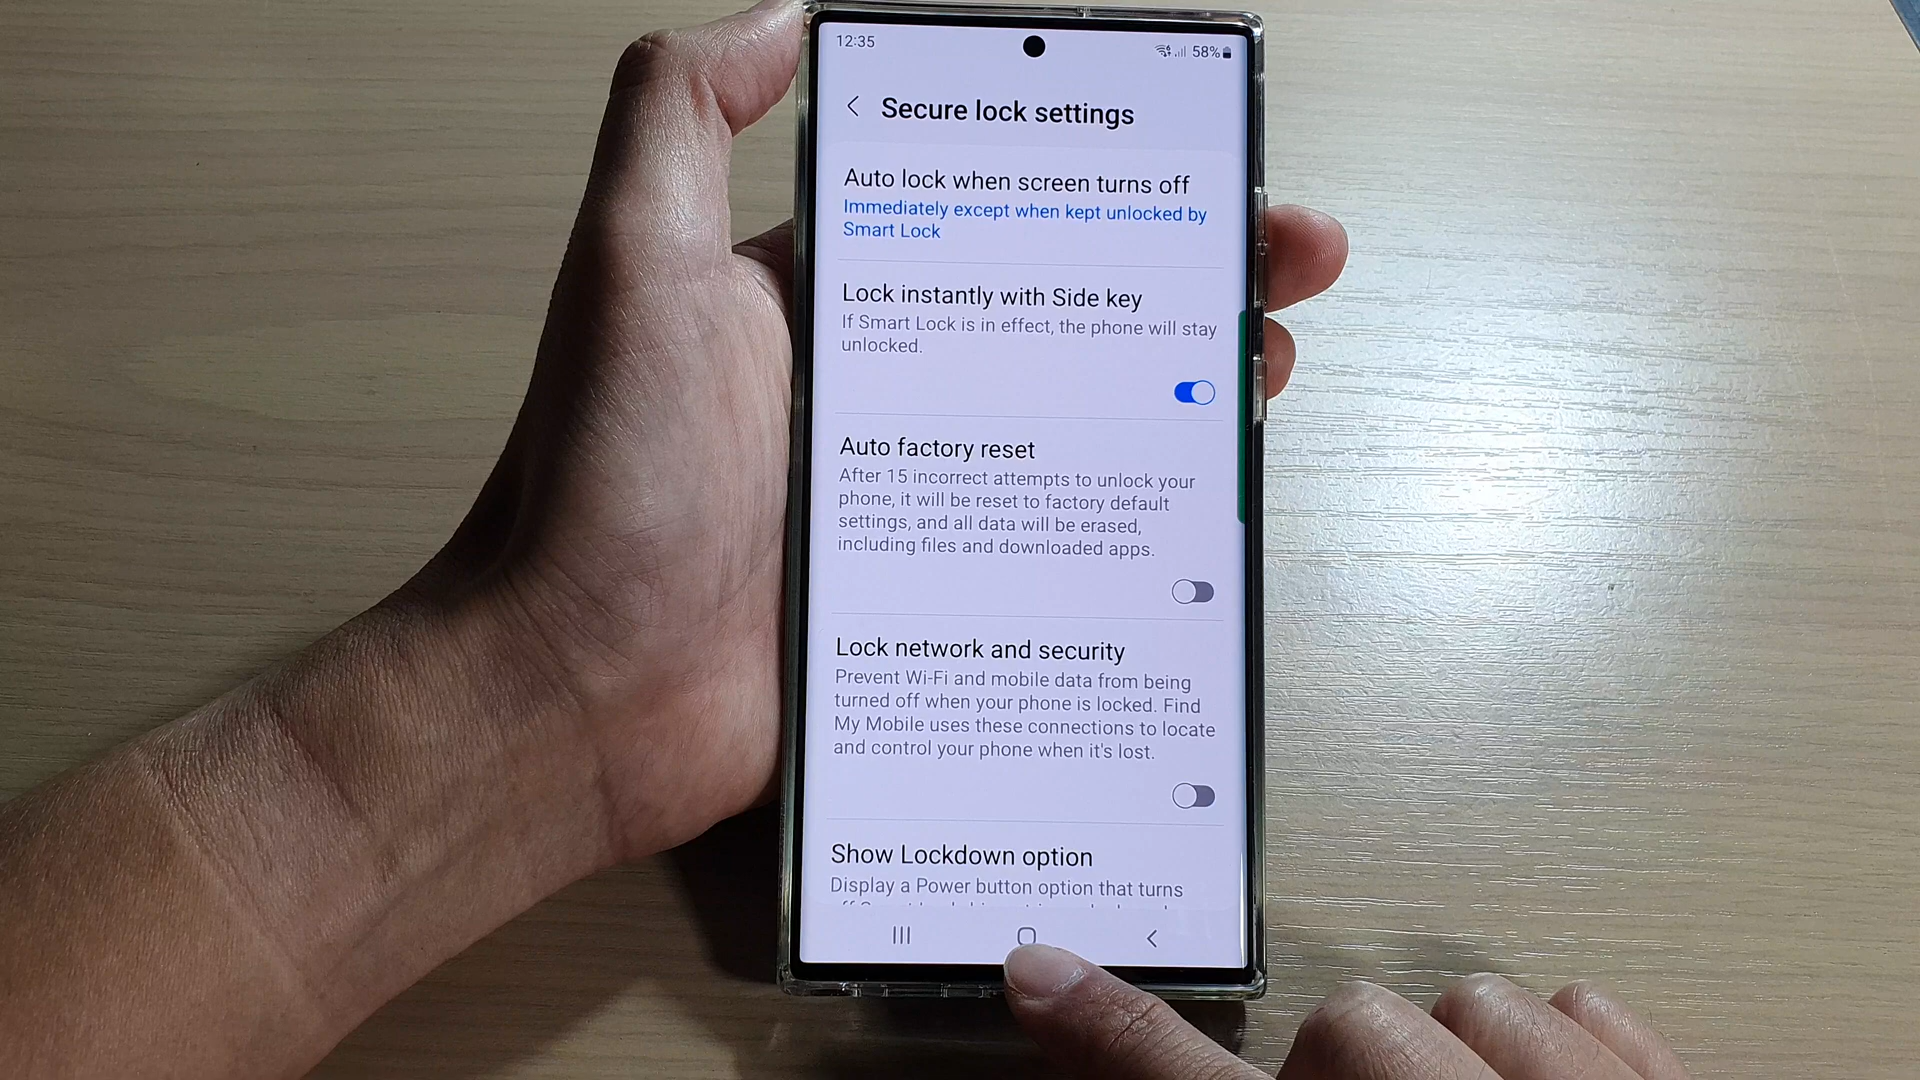 12:35
58%
Secure lock settings
Auto lock when screen turns off
Immediately except when kept unlocked by
Smart Lock
Lock instantly with Side key
If Smart Lock is in effect, the phone will stay
unlocked.
Auto factory reset
After 15 incorrect attempts to unlock your
phone, it will be reset to factory default
settings, and all data will be erased,
including files and downloaded apps.
Lock network and security
Prevent Wi-Fi and mobile data from being
turned off when your phone is locked. Find
My Mobile uses these connections to locate
and control your phone when it's lost.
Show Lockdown option
Display a Power button option that turns